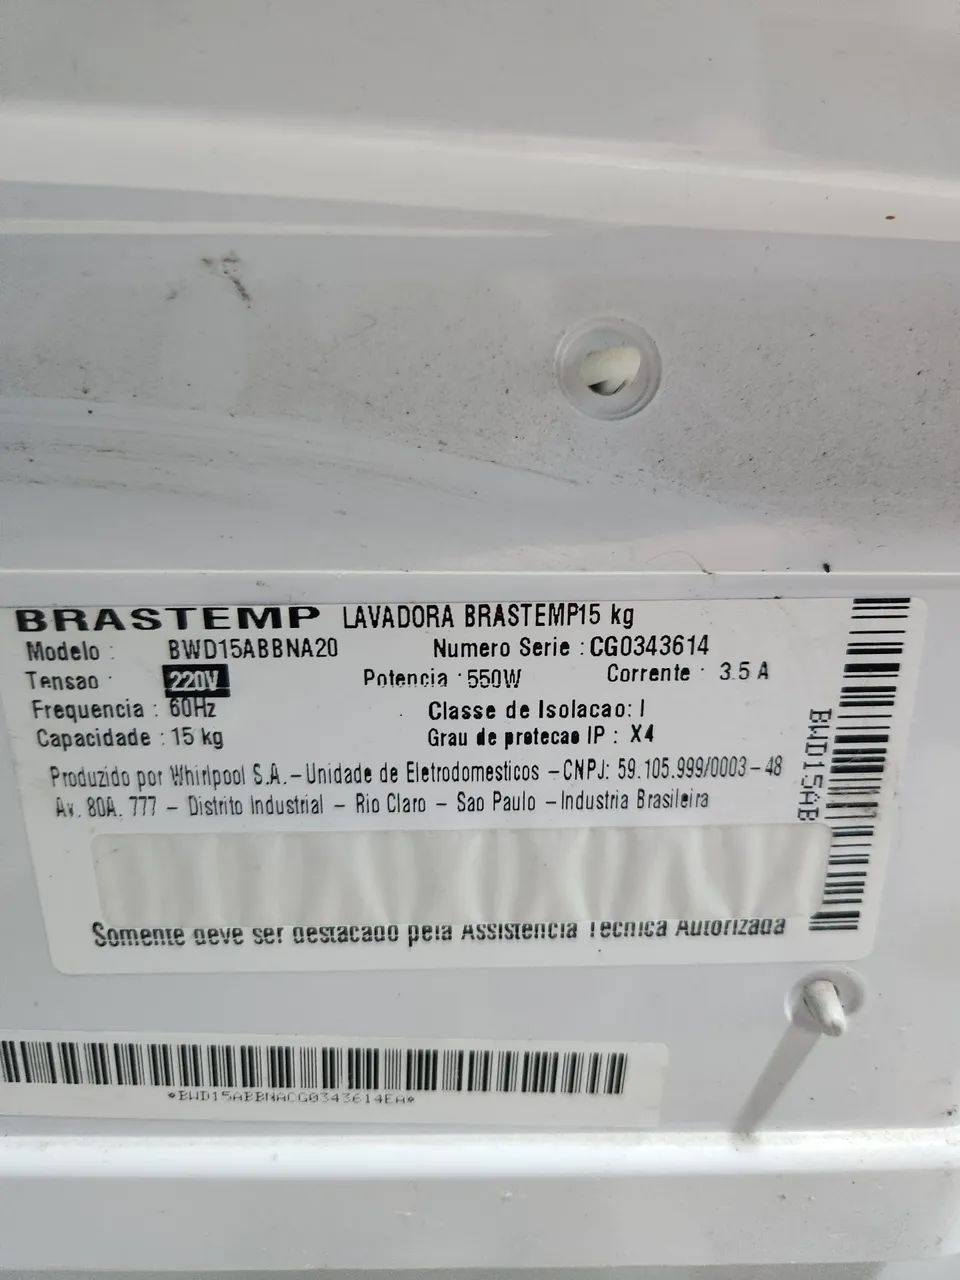 BRASTEMP LAVADORA BRASTEMP15 kg
Modelo : BWD15ABBNA20 Numero Serie : CG0343614
Tensao : 220V Potencia : 550W Corrente : 3.5 A
Frequencia : 60Hz Classe de Isolacao: I
Capacidade : 15 kg Grau de protecao IP : X4
Produzido por Whirlpool S.A.-Unidade de Eletrodomesticos -CNPJ: 59.105.999/0003-48
Av. 80A. 777 - Distrito Industrial - Rio Claro - Sao Paulo -Industria Brasileira
Somente deve ser destacado pela Assistencia Tecnica Autorizada
BWD15AB
*BWD15ABBNACG0343614EA*